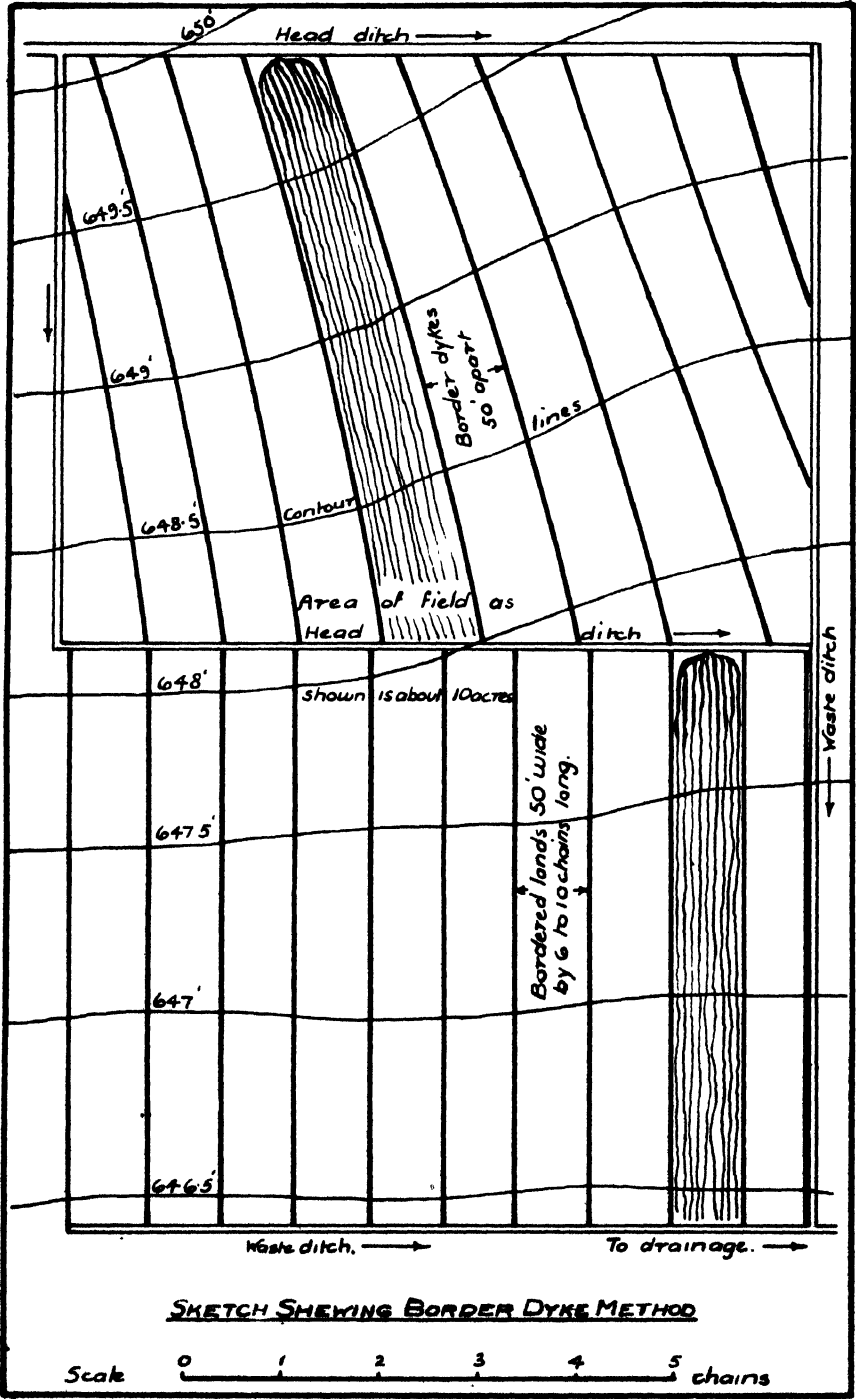 650'
Head ditch
649·5'
649'
Border dykes
50' apart
lines
Contour
648·5'
Area of field as
Head ditch
648'
shown is about 10 acres
Waste ditch
Bordered lands 50' wide
by 6 to 10 chains long.
647 5'
647'
646.5'
Waste ditch.
To drainage.
SKETCH SHEWING BORDER DYKE METHOD
Scale 0 1 2 3 4 5 chains